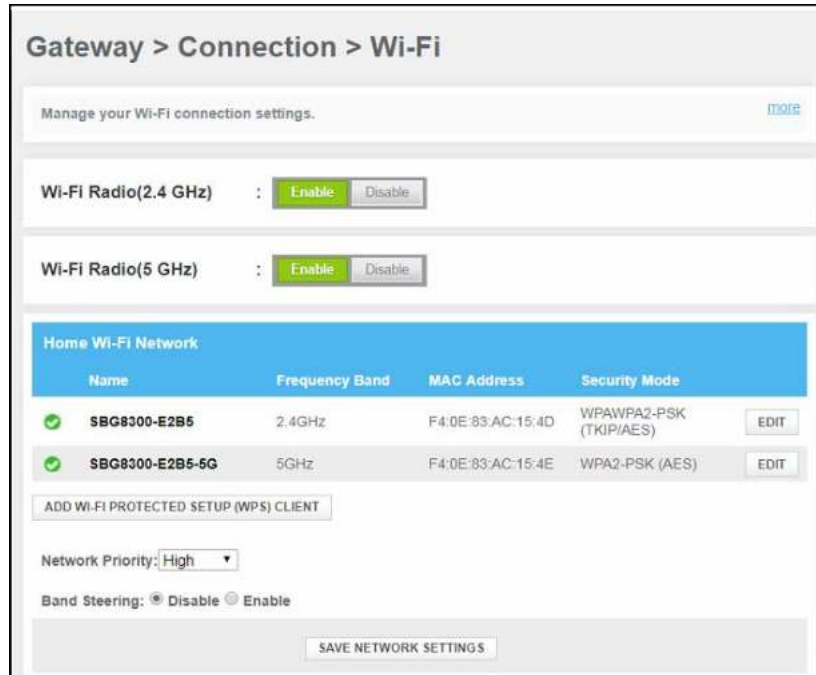 Gateway > Connection > Wi-Fi
Manage your Wi-Fi connection settings. more
Wi-Fi Radio(2.4 GHz) : Enable Disable
Wi-Fi Radio(5 GHz) : Enable Disable
Home Wi-Fi Network
Name Frequency Band MAC Address Security Mode
SBG8300-E2B5 2.4GHz F4:0E:83:AC:15:4D WPAWPA2-PSK (TKIP/AES) EDIT
SBG8300-E2B5-5G 5GHz F4:0E:83:AC:15:4E WPA2-PSK (AES) EDIT
ADD WI-FI PROTECTED SETUP (WPS) CLIENT
Network Priority: High
Band Steering: Disable Enable
SAVE NETWORK SETTINGS